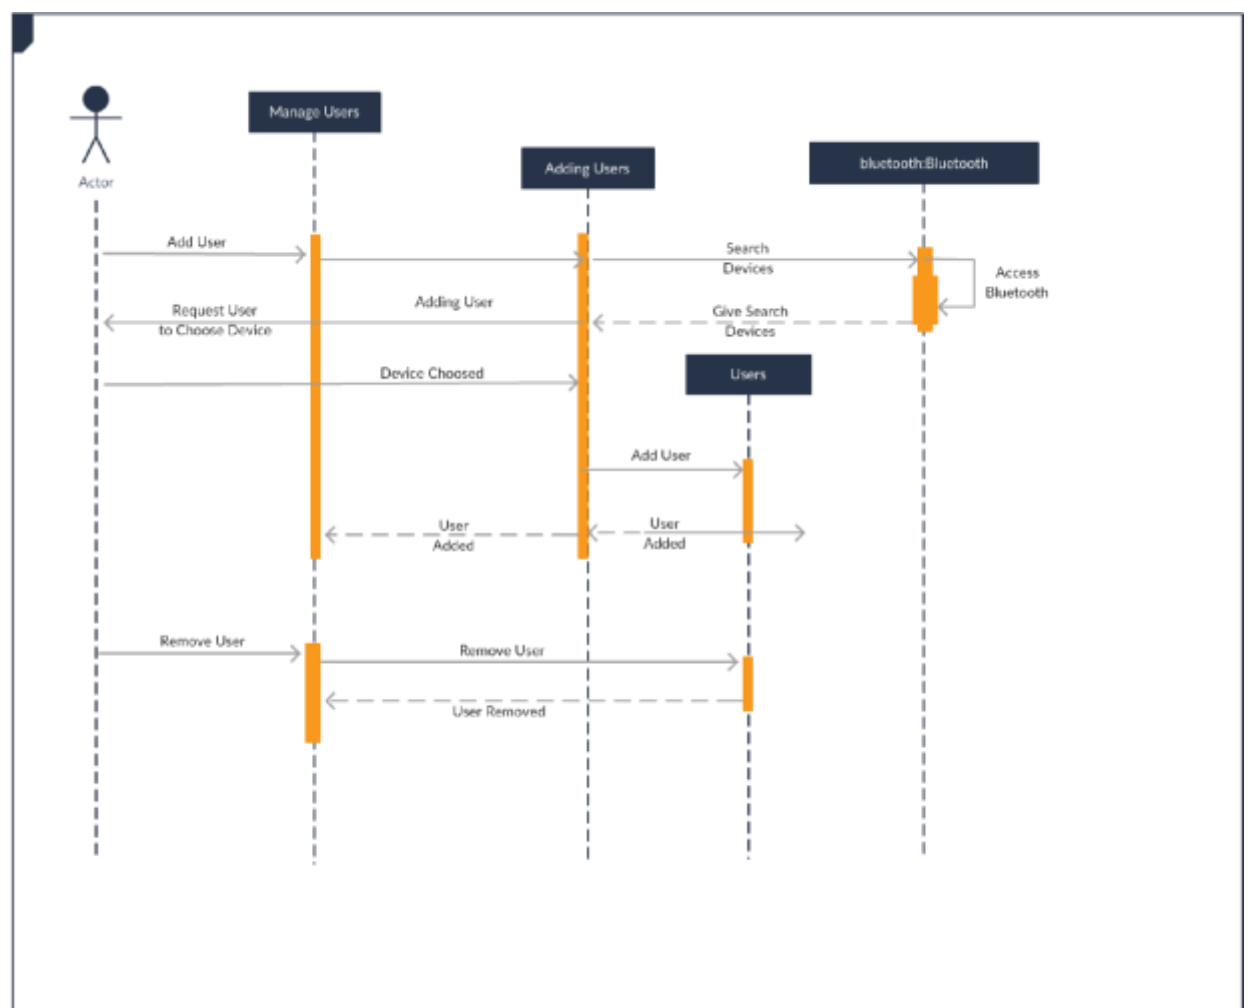 Manage Users
Adding Users
bluetooth:Bluetooth
Actor
Add User
Search
Devices
Access
Bluetooth
Adding User
Request User
to Choose Device
Give Search
Devices
Device Choosed
Users
Add User
User
Added
User
Added
Remove User
Remove User
User Removed